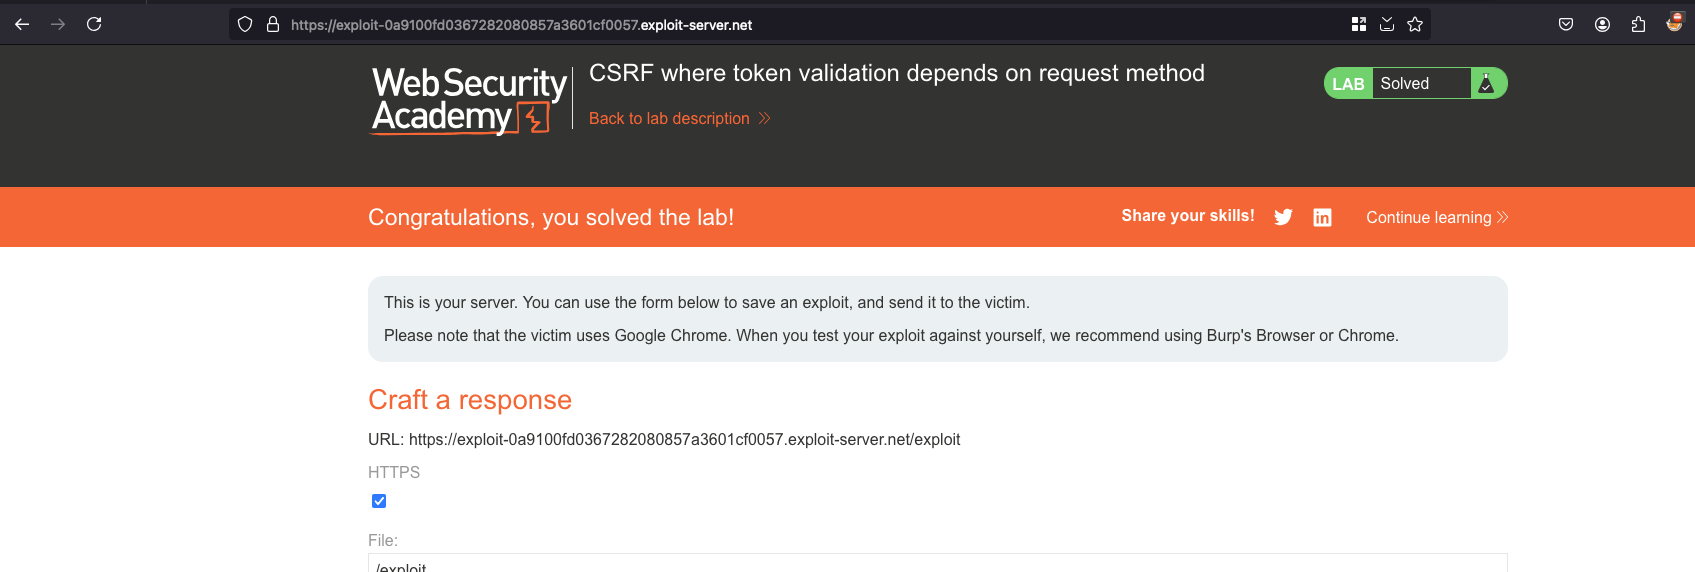 https://exploit-0a9100fd0367282080857a3601cf0057.exploit-server.net
Web Security
Academy
CSRF where token validation depends on request method
Back to lab description
LAB Solved
Congratulations, you solved the lab!
Share your skills!
Continue learning
This is your server. You can use the form below to save an exploit, and send it to the victim.
Please note that the victim uses Google Chrome. When you test your exploit against yourself, we recommend using Burp's Browser or Chrome.
Craft a response
URL: https://exploit-0a9100fd0367282080857a3601cf0057.exploit-server.net/exploit
HTTPS
File:
/exploit